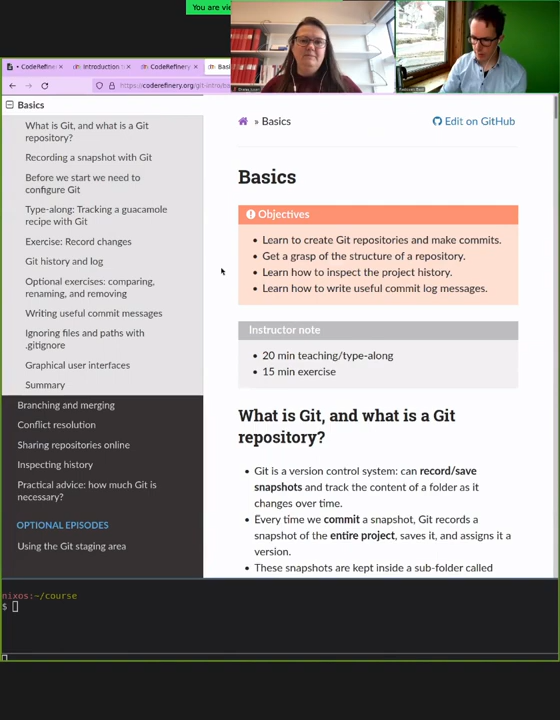 You are vie
• CodeRefinery
Introduction
CodeRefinery
Basi
https://coderefinery.org/git-intro/ba
Basics
What is Git, and what is a Git
repository?
Recording a snapshot with Git
Before we start we need to
configure Git
Type-along: Tracking a guacamole
recipe with Git
Exercise: Record changes
Git history and log
Optional exercises: comparing,
renaming, and removing
Writing useful commit messages
Ignoring files and paths with
.gitignore
Graphical user interfaces
Summary
Branching and merging
Conflict resolution
Sharing repositories online
Inspecting history
Practical advice: how much Git is
necessary?
OPTIONAL EPISODES
Using the Git staging area
» Basics
Edit on GitHub
Basics
Objectives
• Learn to create Git repositories and make commits.
• Get a grasp of the structure of a repository.
• Learn how to inspect the project history.
• Learn how to write useful commit log messages.
Instructor note
• 20 min teaching/type-along
• 15 min exercise
What is Git, and what is a Git
repository?
• Git is a version control system: can record/save
snapshots and track the content of a folder as it
changes over time.
• Every time we commit a snapshot, Git records a
snapshot of the entire project, saves it, and assigns it a
version.
• These snapshots are kept inside a sub-folder called
nixos:~/course
$